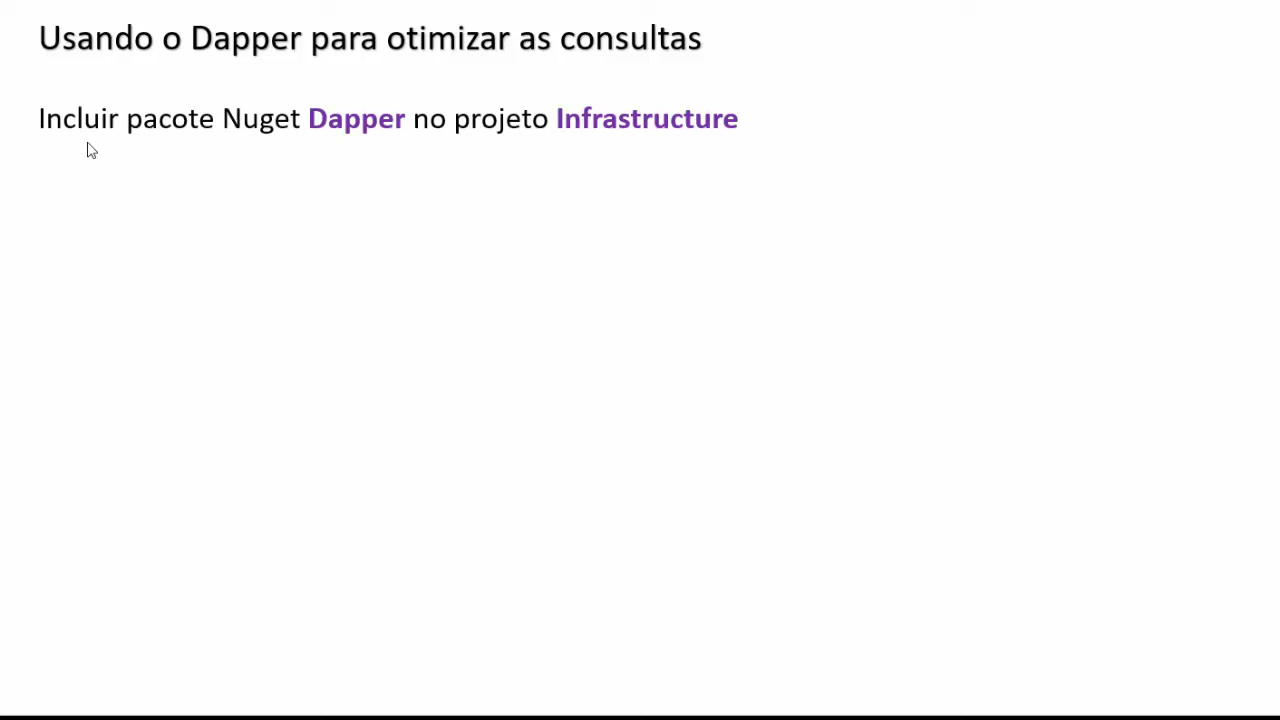 Usando o Dapper para otimizar as consultas
Incluir pacote Nuget Dapper no projeto Infrastructure